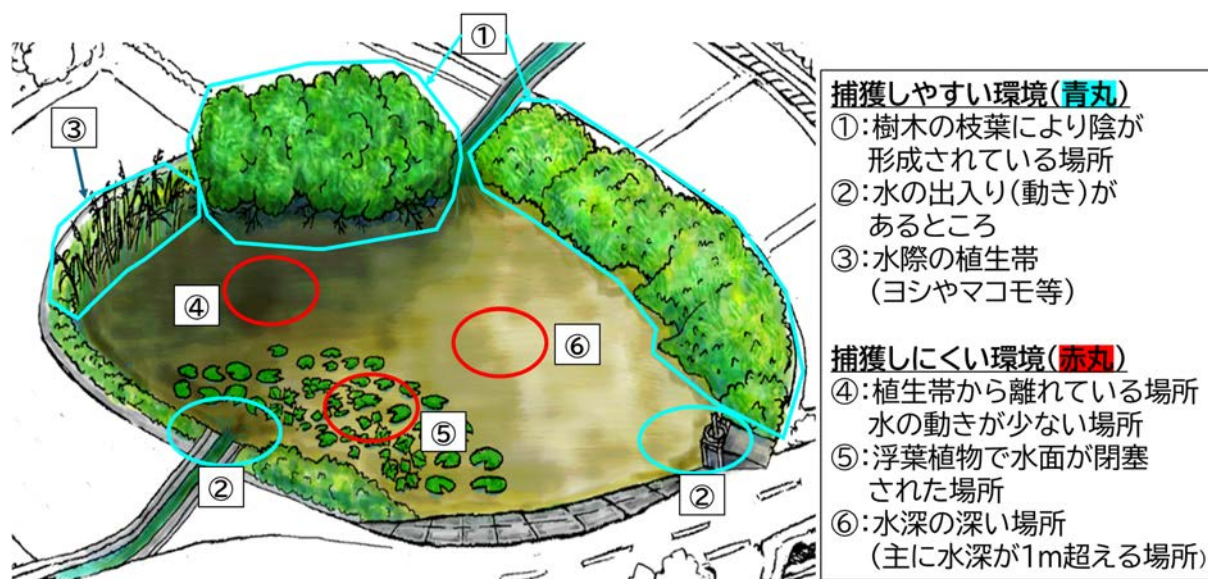 ①
③
④
⑥
⑤
②
②
捕獲しやすい環境(青丸)
①:樹木の枝葉により陰が
形成されている場所
②:水の出入り(動き)が
あるところ
③:水際の植生帯
(ヨシやマコモ等)
捕獲しにくい環境(赤丸)
④:植生帯から離れている場所
水の動きが少ない場所
⑤:浮葉植物で水面が閉塞
された場所
⑥:水深の深い場所
(主に水深が1m超える場所)